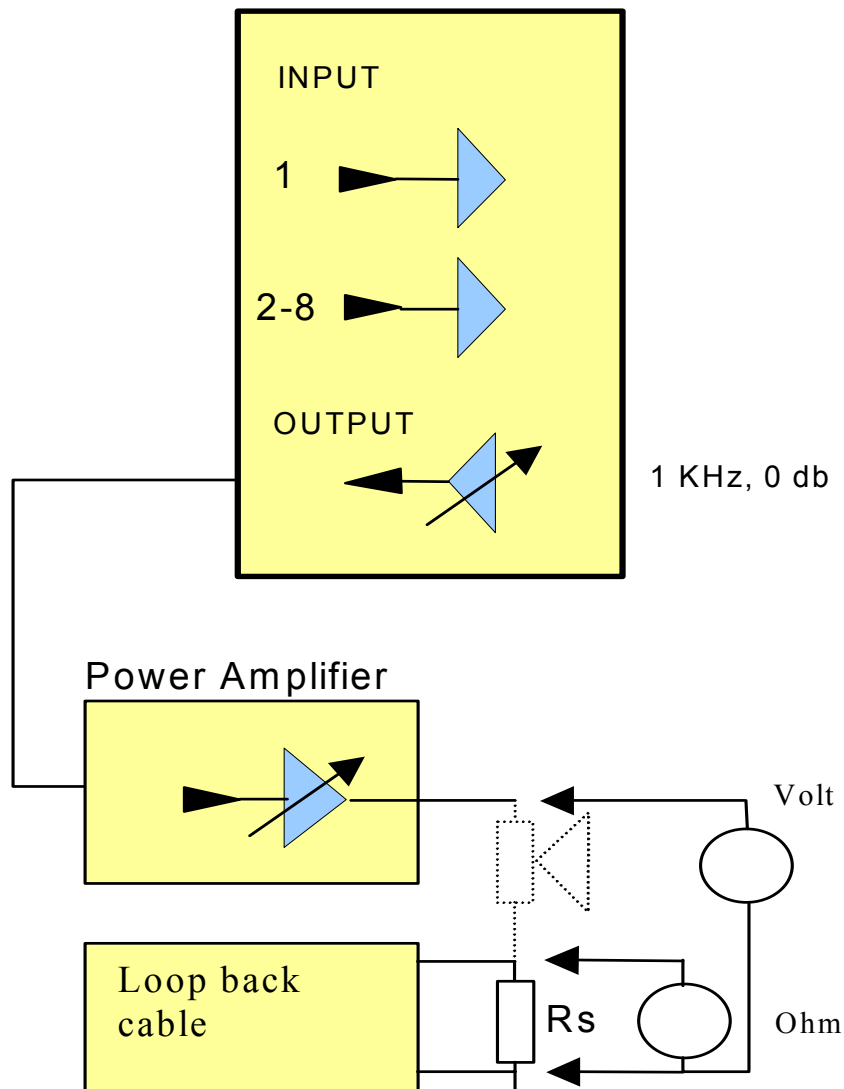 INPUT
1
2-8
OUTPUT
1 KHz, 0 db
Power Amplifier
Volt
Loop back
cable
Rs
Ohm